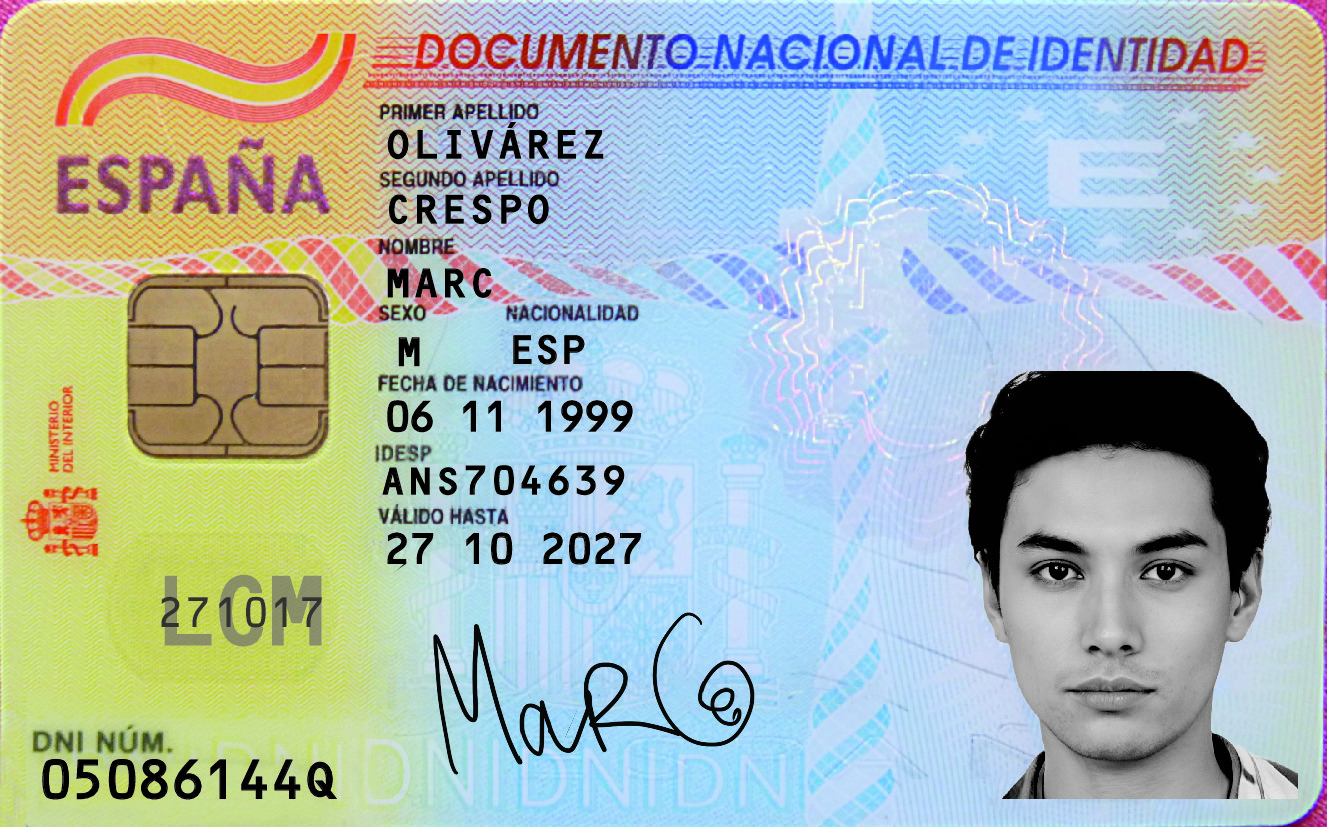 DOCUMENTO NACIONAL DE IDENTIDAD
ESPAÑA
PRIMER APELLIDO
OLIVÁREZ
SEGUNDO APELLIDO
CRESPO
NOMBRE
MARC
SEXO NACIONALIDAD
M ESP
FECHA DE NACIMIENTO
06 11 1999
IDESP
ANS704639
VÁLIDO HASTA
27 10 2027
MINISTERIO
DEL INTERIOR
E
LCM
271017
Marc
DNI NÚM.
05086144Q
DNIDNIDNI